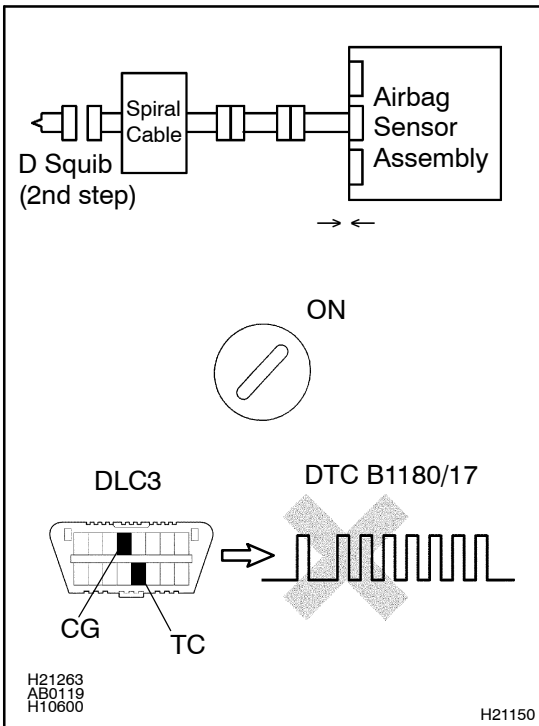 Spiral
Cable
Airbag
Sensor
Assembly
D Squib
(2nd step)
ON
DLC3
DTC B1180/17
CG
TC
H21263
AB0119
H10600
H21150